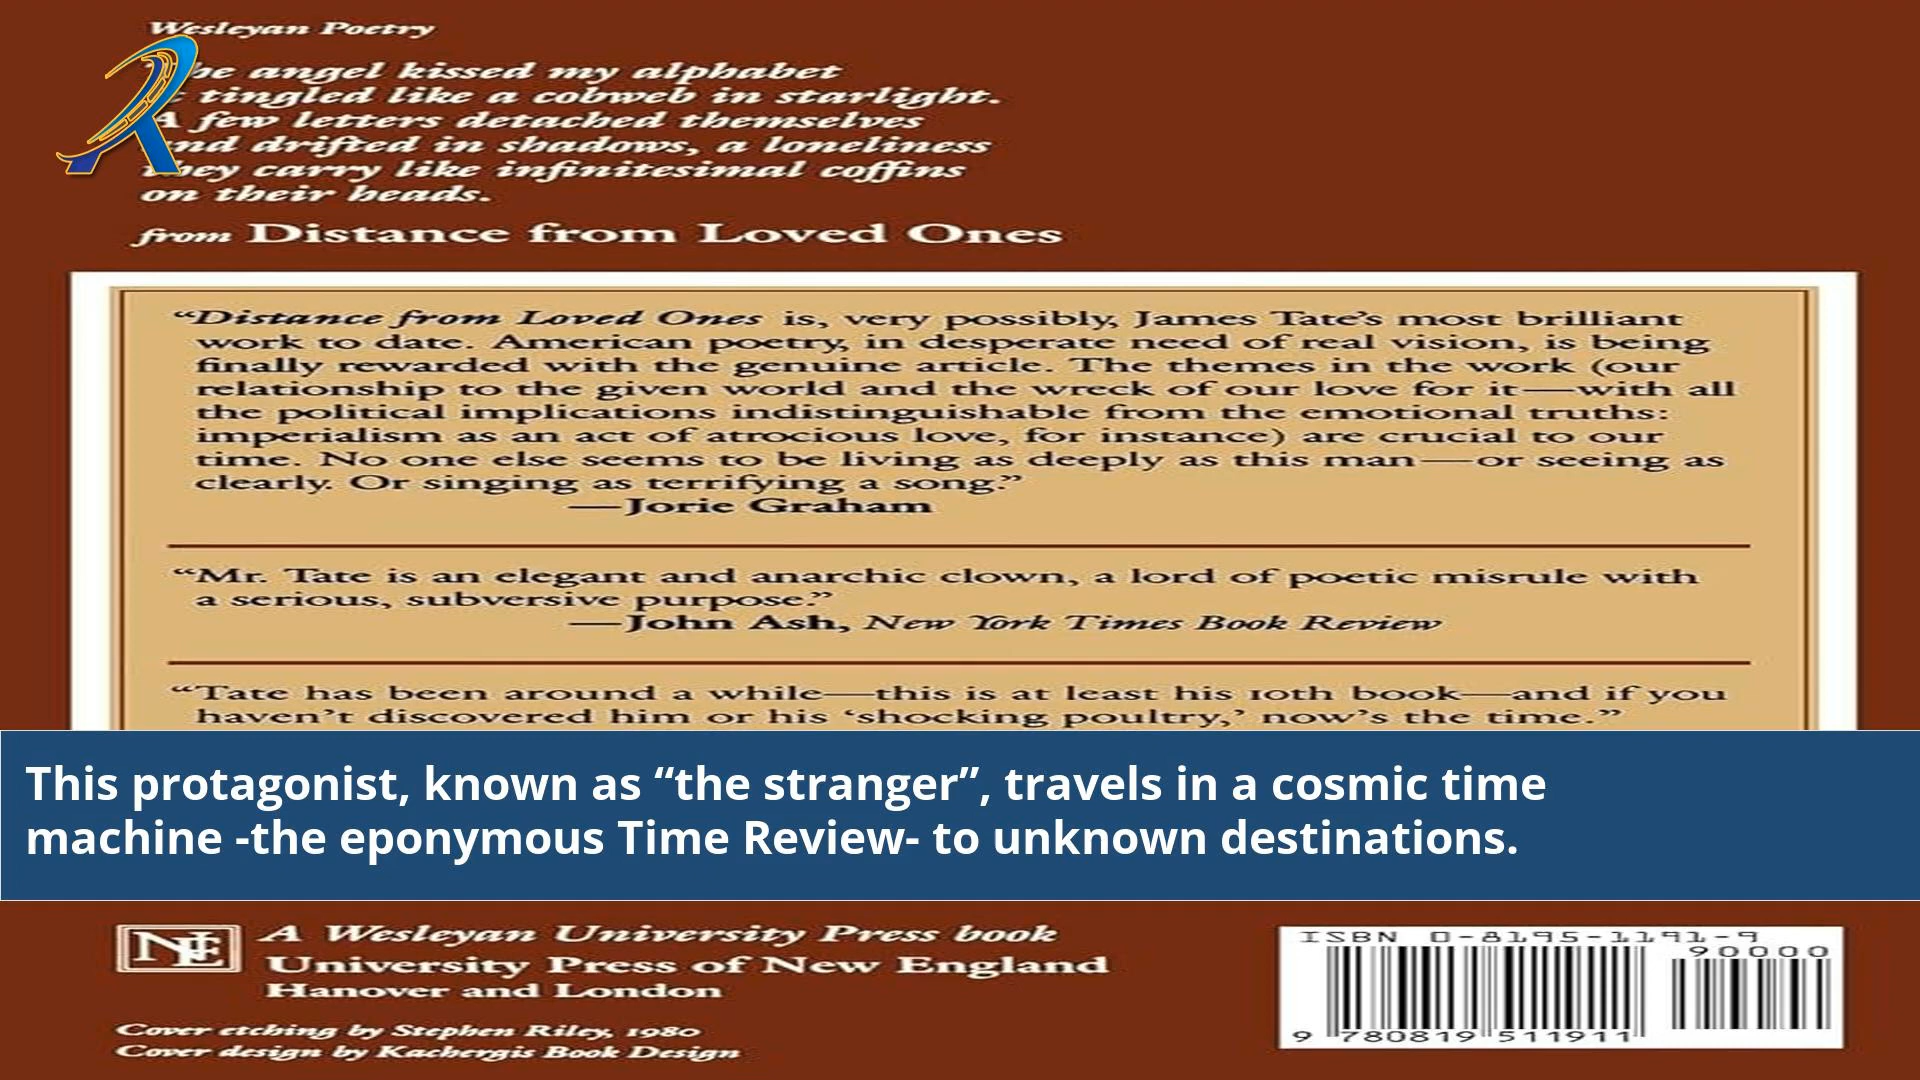 Wesleyan Poetry
he angel kissed my alphabet
tingled like a cobweb in starlight.
A few letters detached themselves
and drifted in shadows, a loneliness
they carry like infinitesimal coffins
on their heads.
from Distance from Loved Ones
“Distance from Loved Ones is, very possibly, James Tate’s most brilliant
work to date. American poetry, in desperate need of real vision, is being
finally rewarded with the genuine article. The themes in the work (our
relationship to the given world and the wreck of our love for it—with all
the political implications indistinguishable from the emotional truths:
imperialism as an act of atrocious love, for instance) are crucial to our
time. No one else seems to be living as deeply as this man—or seeing as
clearly. Or singing as terrifying a song.”
—Jorie Graham
“Mr. Tate is an elegant and anarchic clown, a lord of poetic misrule with
a serious, subversive purpose.”
—John Ash, New York Times Book Review
“Tate has been around a while—this is at least his 10th book—and if you
haven’t discovered him or his ‘shocking poultry,’ now’s the time.”
This protagonist, known as “the stranger”, travels in a cosmic time
machine -the eponymous Time Review- to unknown destinations.
NE
A Wesleyan University Press book
University Press of New England
Hanover and London
Cover etching by Stephen Riley, 1980
Cover design by Kachergis Book Design
ISBN 0-8195-1191-9
90000
9 780819 511911